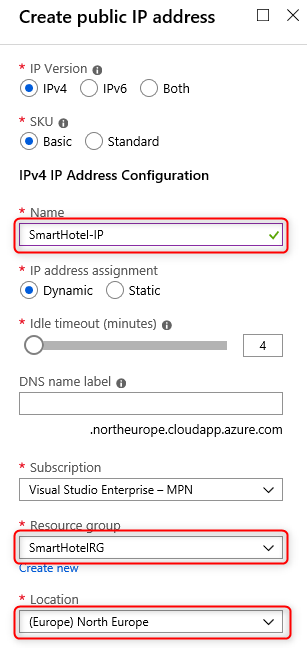 Create public IP address
* IP Version
IPv4 IPv6 Both
* SKU
Basic Standard
IPv4 IP Address Configuration
* Name
SmartHotel-IP
* IP address assignment
Dynamic Static
* Idle timeout (minutes)
4
DNS name label
.northeurope.cloudapp.azure.com
* Subscription
Visual Studio Enterprise – MPN
* Resource group
SmartHotelRG
Create new
* Location
(Europe) North Europe